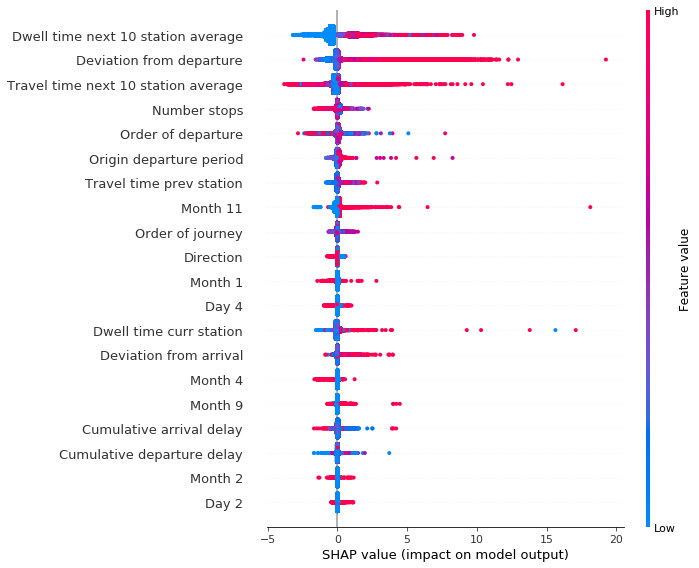 High
Dwell time next 10 station average
Deviation from departure
Travel time next 10 station average
Number stops
Order of departure
Origin departure period
Travel time prev station
Month 11
Order of journey
Direction
Month 1
Day 4
Dwell time curr station
Deviation from arrival
Month 4
Month 9
Cumulative arrival delay
Cumulative departure delay
Month 2
Day 2
Feature value
Low
−5 0 5 10 15 20
SHAP value (impact on model output)